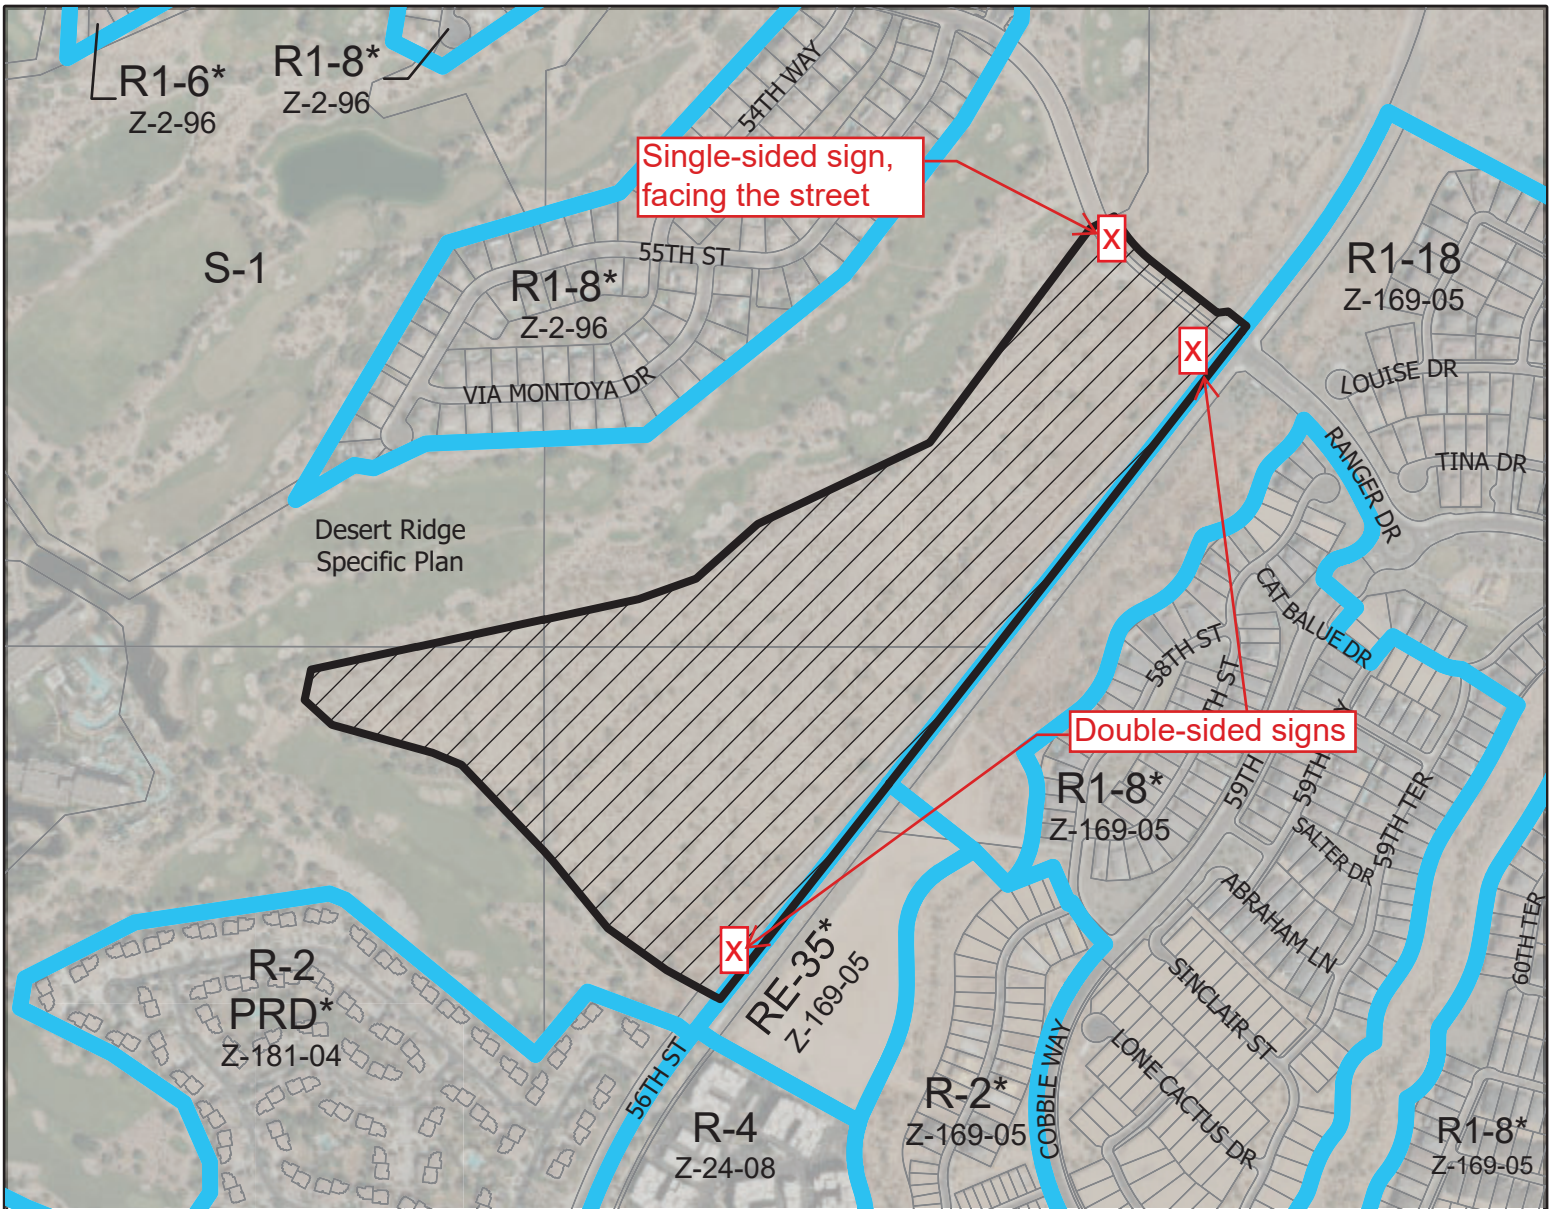 R1-6*
Z-2-96
R1-8*
Z-2-96
54TH WAY
Single-sided sign,
facing the street
X
S-1
55TH ST
R1-8*
Z-2-96
VIA MONTOYA DR
R1-18
Z-169-05
X
LOUISE DR
RANGER DR
TINA DR
Desert Ridge
Specific Plan
CAT BALUE DR
58TH ST
TH ST
Double-sided signs
R1-8*
Z-169-05
59TH
59TH
Y
59TH TER
SALTER DR
ABRAHAM LN
60TH TER
X
RE-35*
Z-169-05
SINCLAIR ST
R-2
PRD*
Z-181-04
56TH ST
R-4
Z-24-08
R-2*
Z-169-05
COBBLE WAY
LONE CACTUS DR
R1-8*
Z-169-05